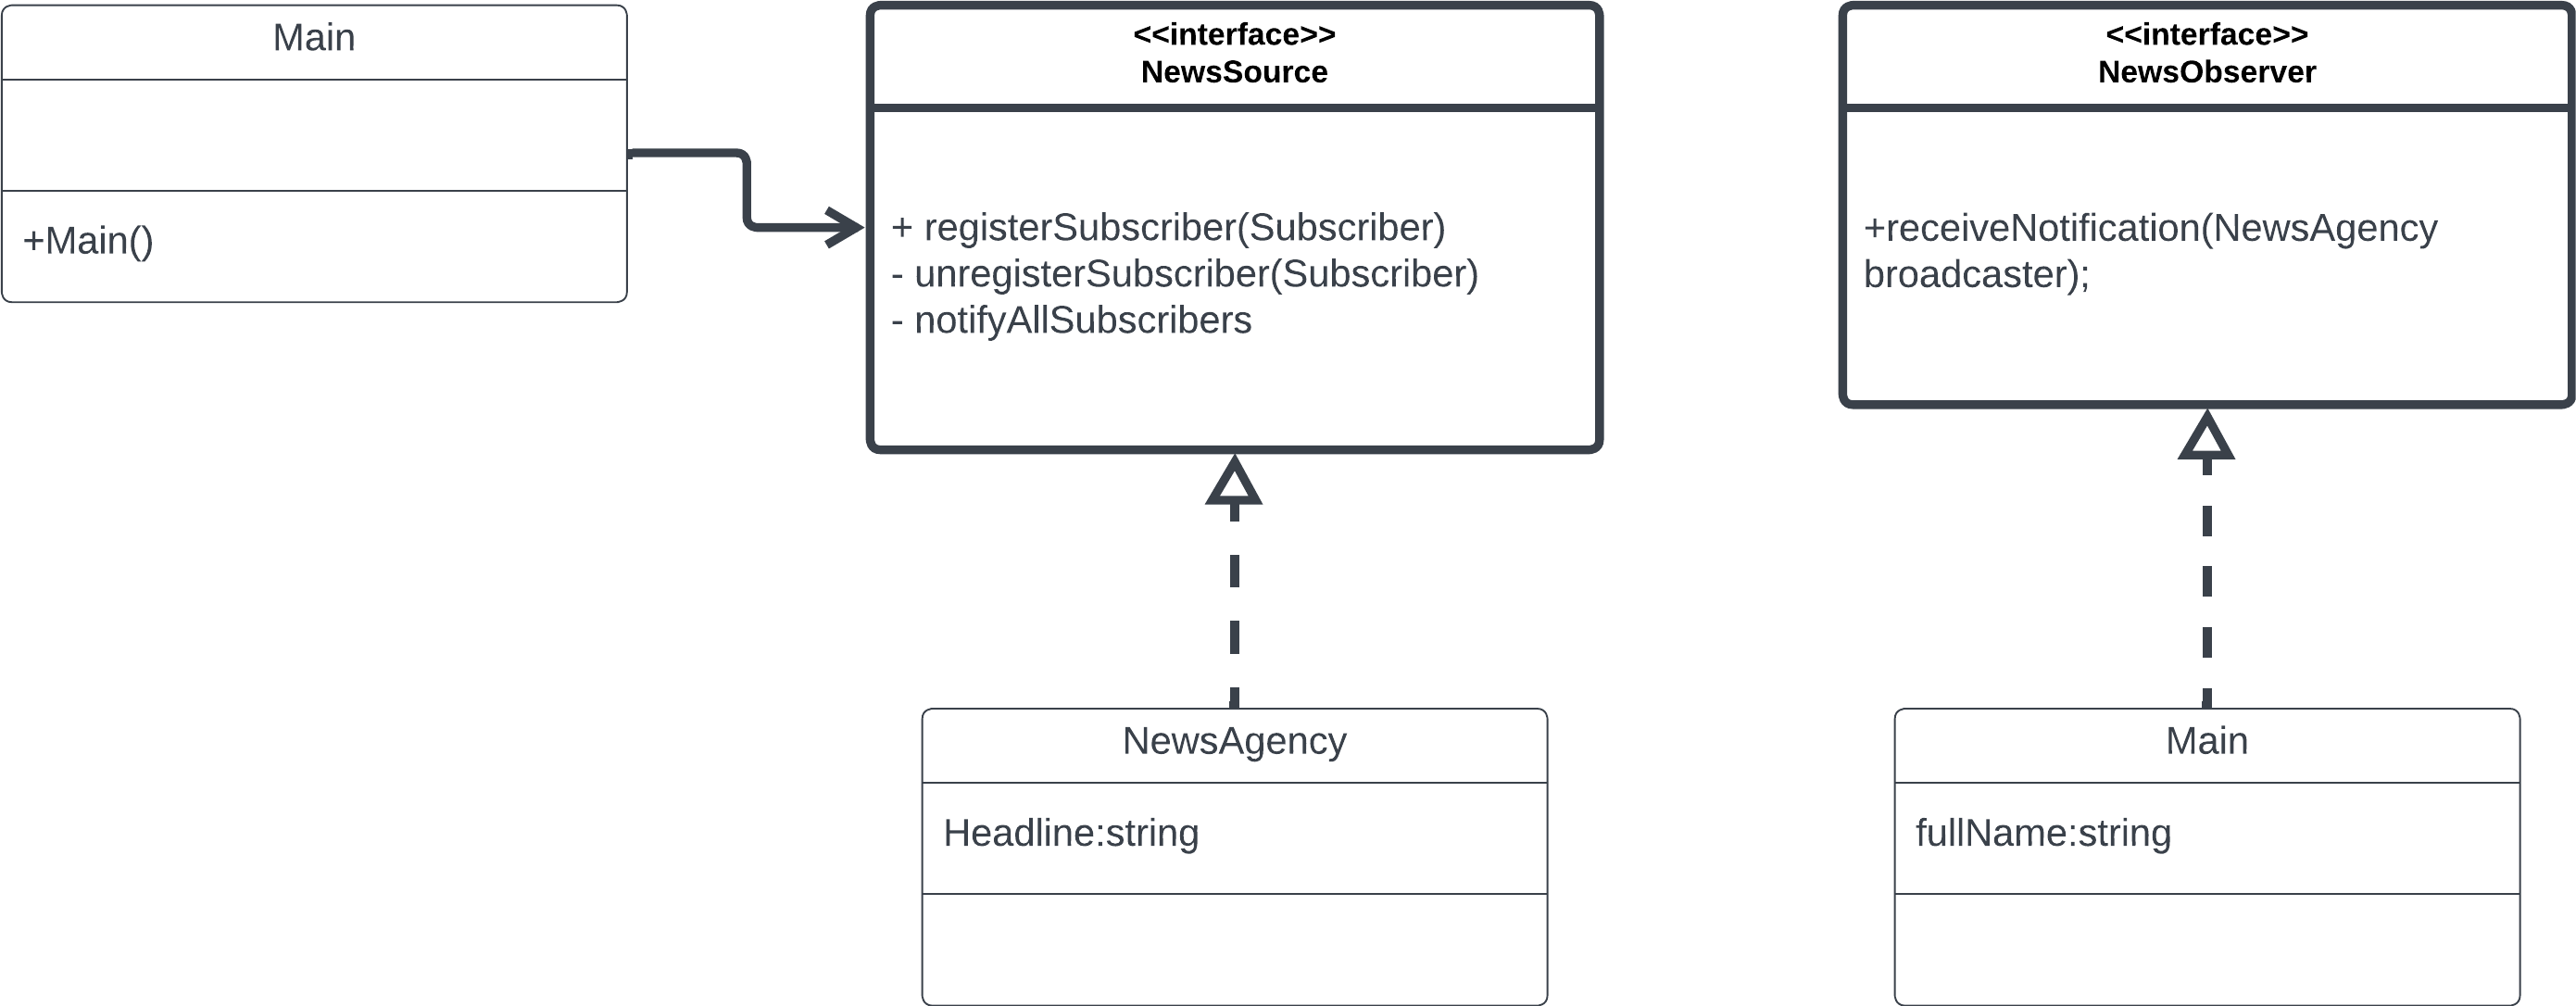 Main
+Main()
<<interface>>
NewsSource
+ registerSubscriber(Subscriber)
- unregisterSubscriber(Subscriber)
- notifyAllSubscribers
<<interface>>
NewsObserver
+receiveNotification(NewsAgency
broadcaster);
NewsAgency
Headline:string
Main
fullName:string